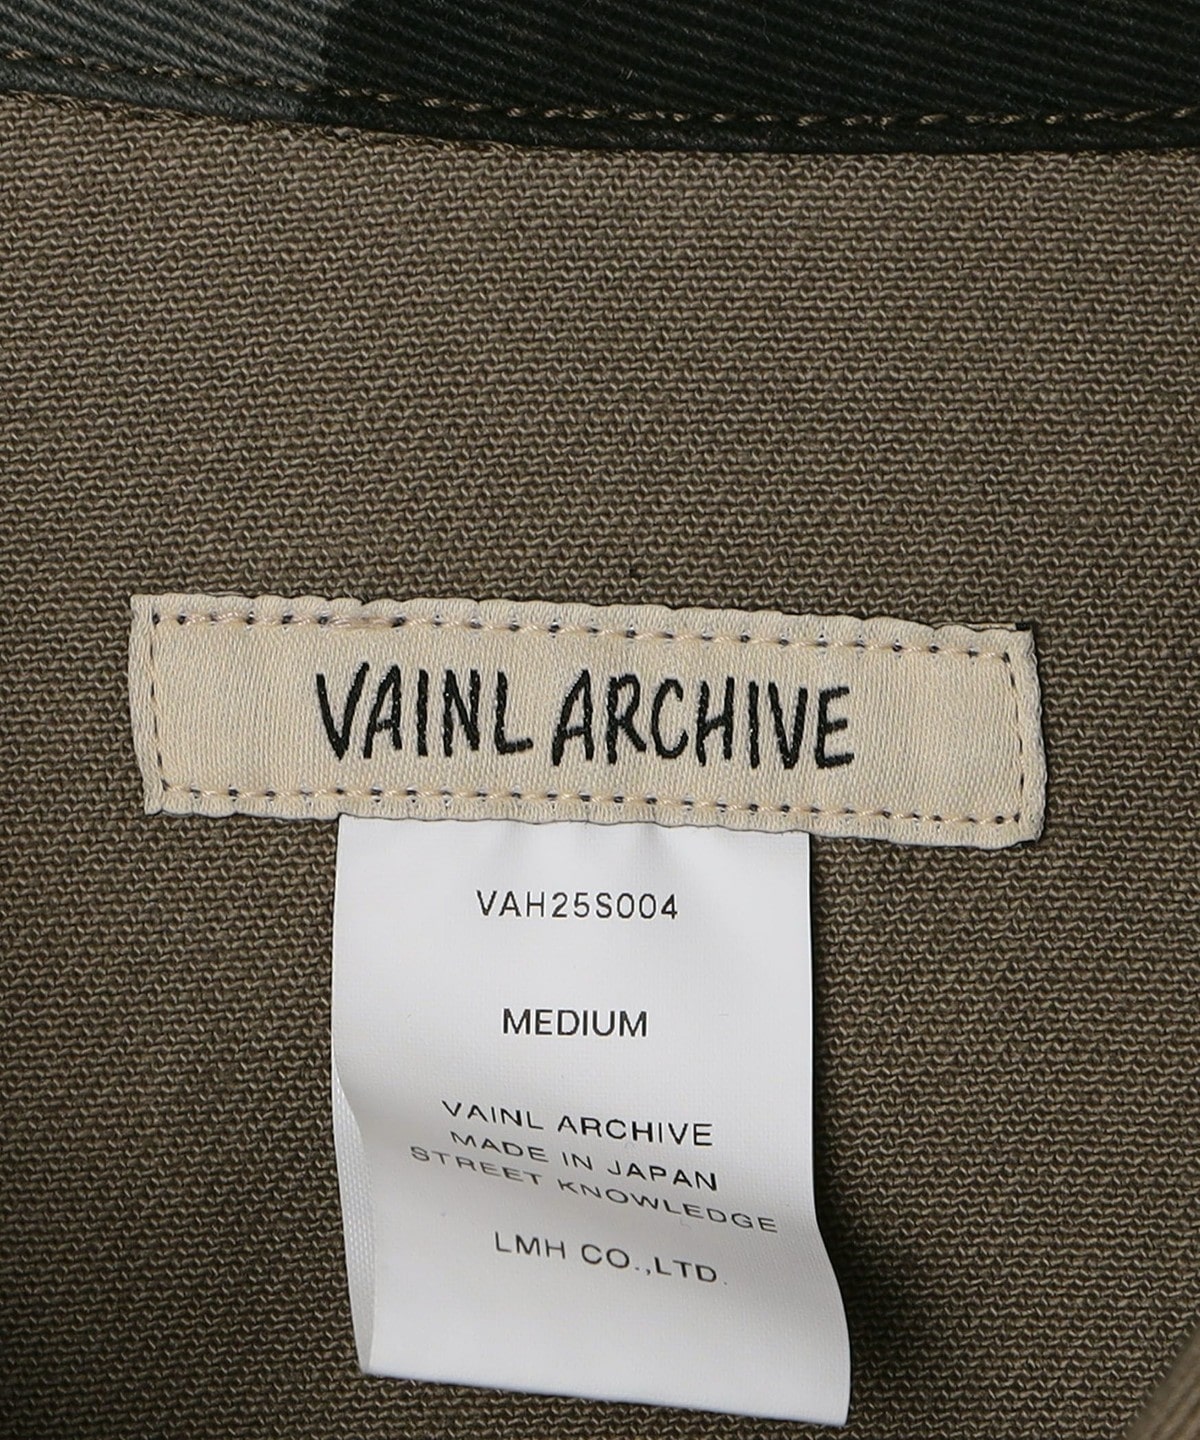 VAINL ARCHIVE
VAH25S004
MEDIUM
VAINL ARCHIVE
MADE IN JAPAN
STREET KNOWLEDGE
LMH CO.,LTD.